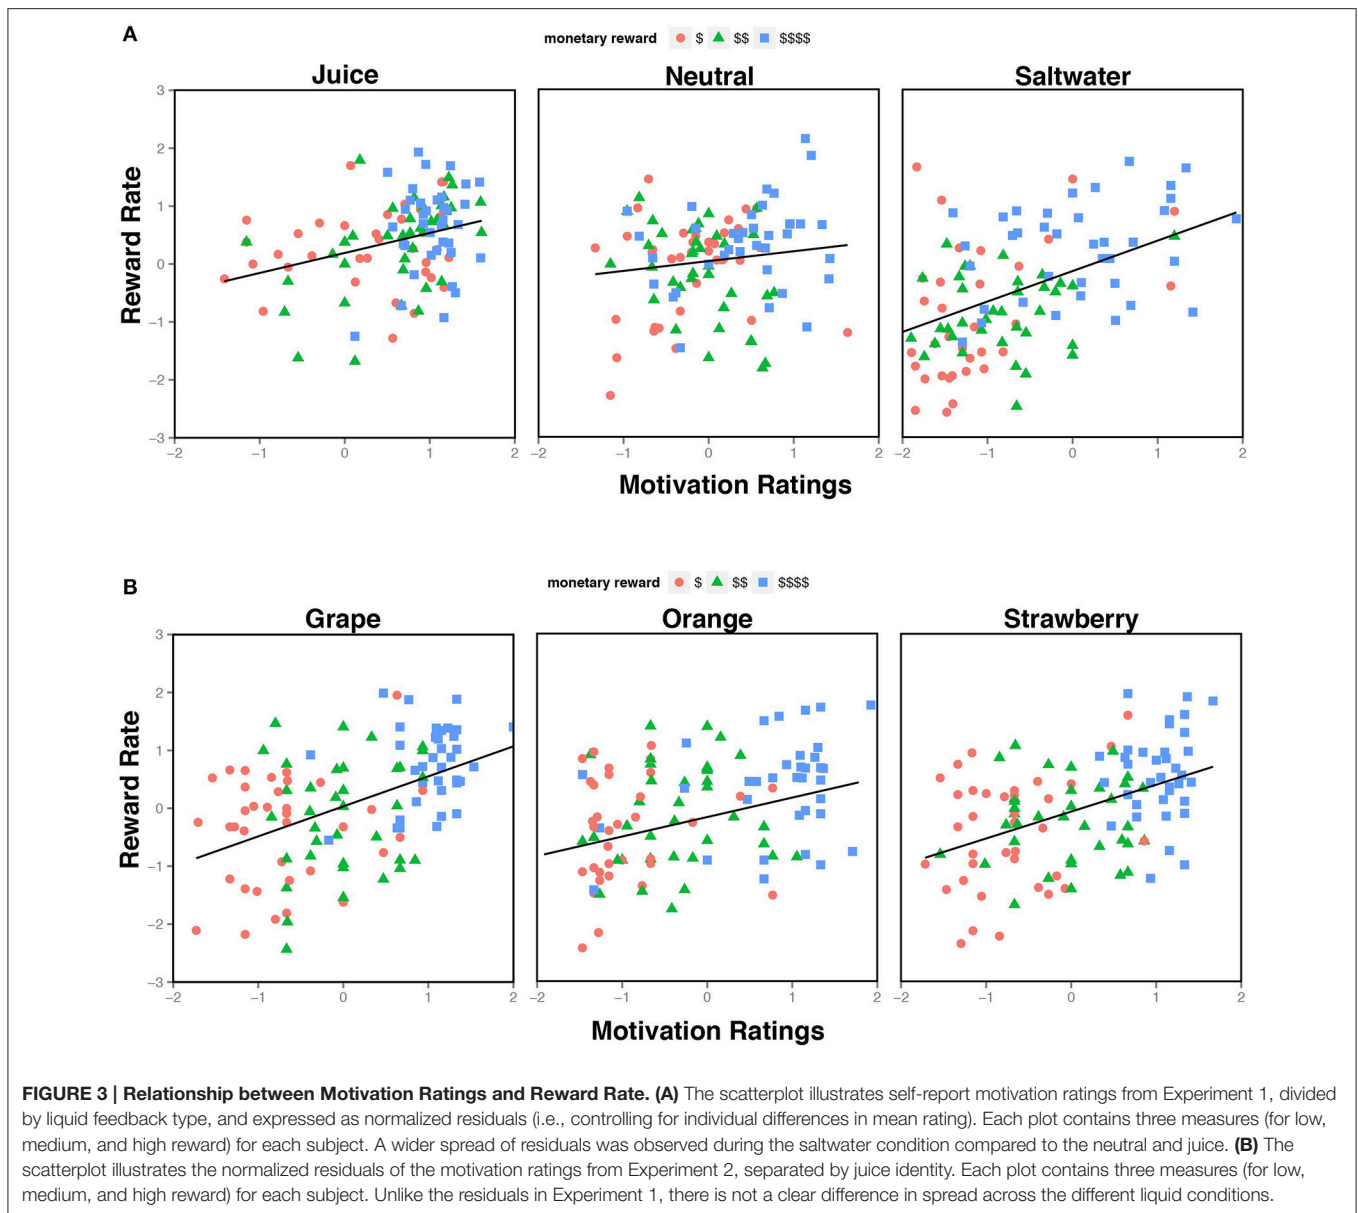 A
monetary reward $ $$ $$$$
Juice Neutral Saltwater
3
2
1
0
−1
−2
−3
Reward Rate
−2 −1 0 1 2 −2 −1 0 1 2 −2 −1 0 1 2
Motivation Ratings
B
monetary reward $ $$ $$$$
Grape Orange Strawberry
3
2
1
0
−1
−2
−3
Reward Rate
−2 −1 0 1 2 −2 −1 0 1 2 −2 −1 0 1 2
Motivation Ratings
FIGURE 3 | Relationship between Motivation Ratings and Reward Rate. (A) The scatterplot illustrates self-report motivation ratings from Experiment 1, divided
by liquid feedback type, and expressed as normalized residuals (i.e., controlling for individual differences in mean rating). Each plot contains three measures (for low,
medium, and high reward) for each subject. A wider spread of residuals was observed during the saltwater condition compared to the neutral and juice. (B) The
scatterplot illustrates the normalized residuals of the motivation ratings from Experiment 2, separated by juice identity. Each plot contains three measures (for low,
medium, and high reward) for each subject. Unlike the residuals in Experiment 1, there is not a clear difference in spread across the different liquid conditions.